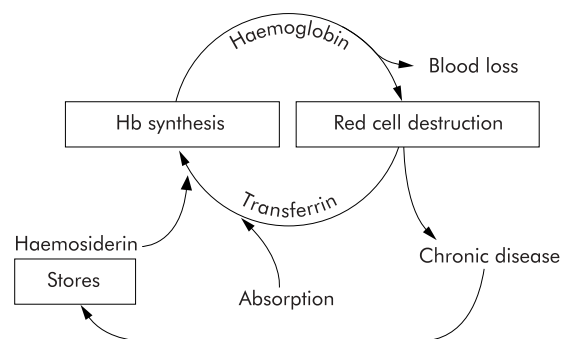 Haemoglobin
Blood loss
Hb synthesis
Red cell destruction
Transferrin
Haemosiderin
Stores
Absorption
Chronic disease